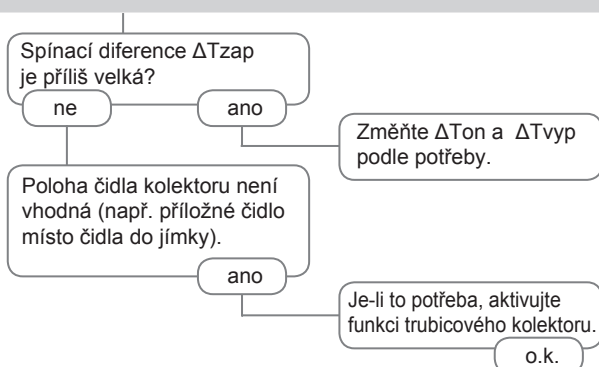 Spínací diference ΔTzap
je příliš velká?
ne
ano
Změňte ΔTon a ΔTvyp
podle potřeby.
Poloha čidla kolektoru není
vhodná (např. příložné čidlo
místo čidla do jímky).
ano
Je-li to potřeba, aktivujte
funkci trubicového kolektoru.
o.k.